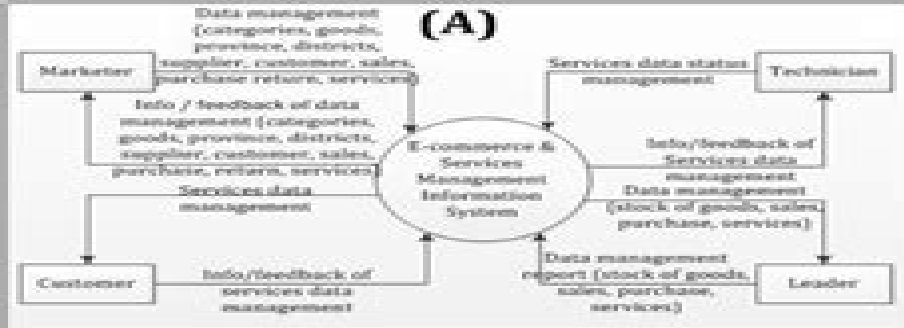 (A)
Data management
(categories, goods,
province, districts,
supplier, customer, sales,
purchase return, services)
Marketer
Services data status
management
Technician
Info / feedback of data
management (categories,
goods, province, districts,
supplier, customer, sales,
purchase, return, services)
E-commerce &
Services
Management
Information
System
Info/feedback of
Services data
management
Services data
management
Data management
(stock of goods, sales,
purchase, services)
Customer
Info/feedback of
services data
management
Data management
report (stock of goods,
sales, purchase,
services)
Leader